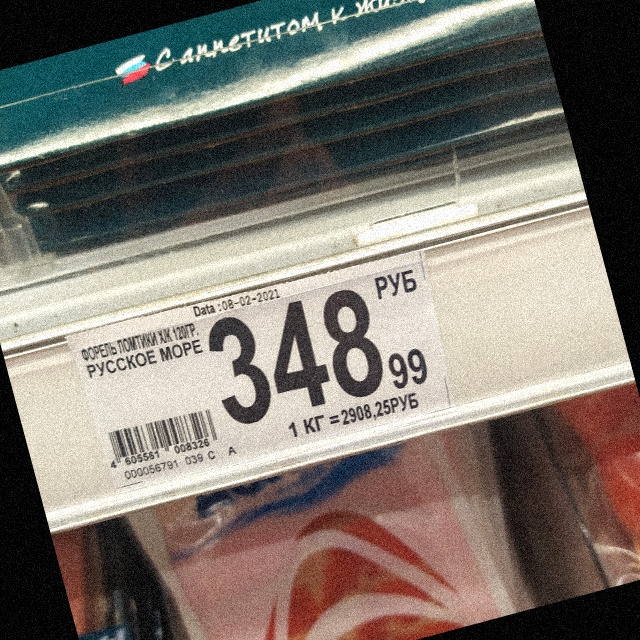 С аппетитом к
Data :08-02-2021
РУБ
ФОРЕЛЬ ЛОМТИКИ Х/К 120ГР.
РУССКОЕ МОРЕ
348 99
1 КГ =2908,25РУБ
4 605561 008326
000056791 039 С А